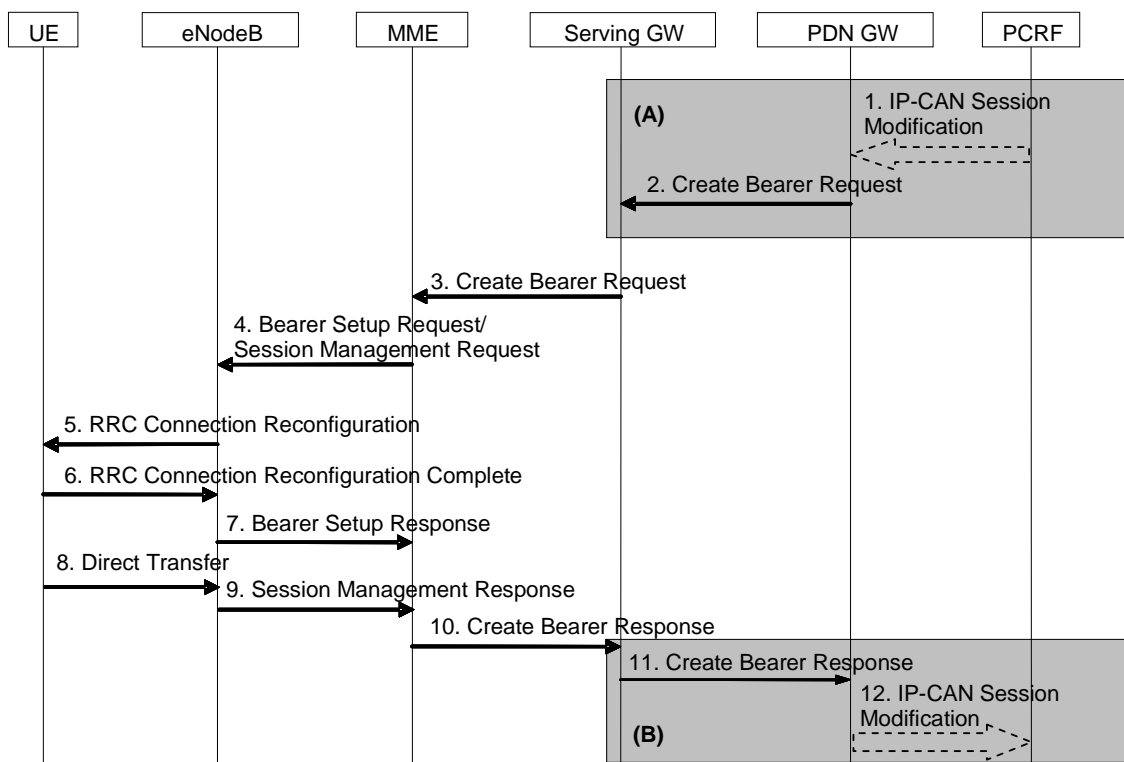 UE
eNodeB
MME
Serving GW
PDN GW
PCRF
(A)
1. IP-CAN Session
Modification
2. Create Bearer Request
3. Create Bearer Request
4. Bearer Setup Request/
Session Management Request
5. RRC Connection Reconfiguration
6. RRC Connection Reconfiguration Complete
7. Bearer Setup Response
8. Direct Transfer
9. Session Management Response
10. Create Bearer Response
11. Create Bearer Response
12. IP-CAN Session
Modification
(B)